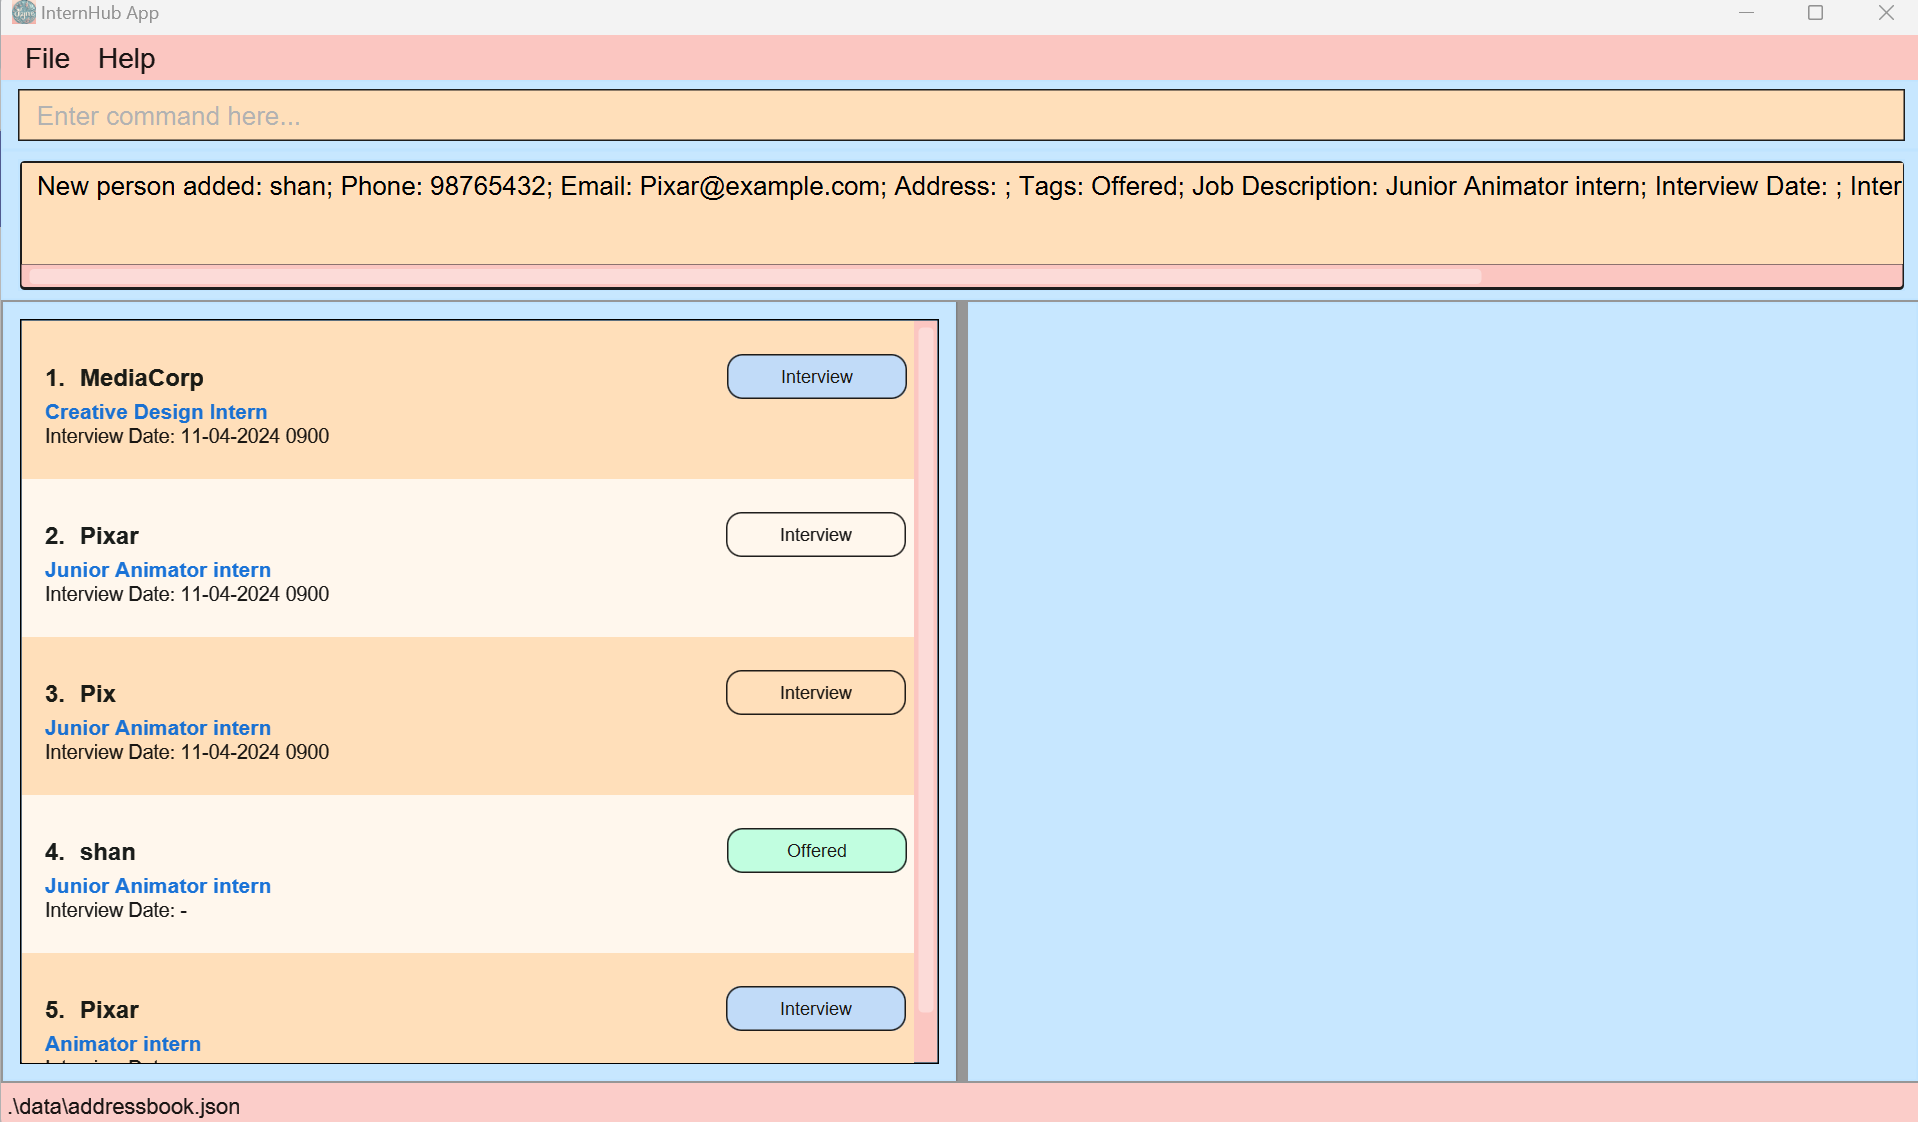 InternHub App
File Help
Enter command here...
New person added: shan; Phone: 98765432; Email: Pixar@example.com; Address: ; Tags: Offered; Job Description: Junior Animator intern; Interview Date: ; Inter
1. MediaCorp
Interview
Creative Design Intern
Interview Date: 11-04-2024 0900
2. Pixar
Interview
Junior Animator intern
Interview Date: 11-04-2024 0900
3. Pix
Interview
Junior Animator intern
Interview Date: 11-04-2024 0900
4. shan
Offered
Junior Animator intern
Interview Date: -
5. Pixar
Interview
Animator intern
.\data\addressbook.json